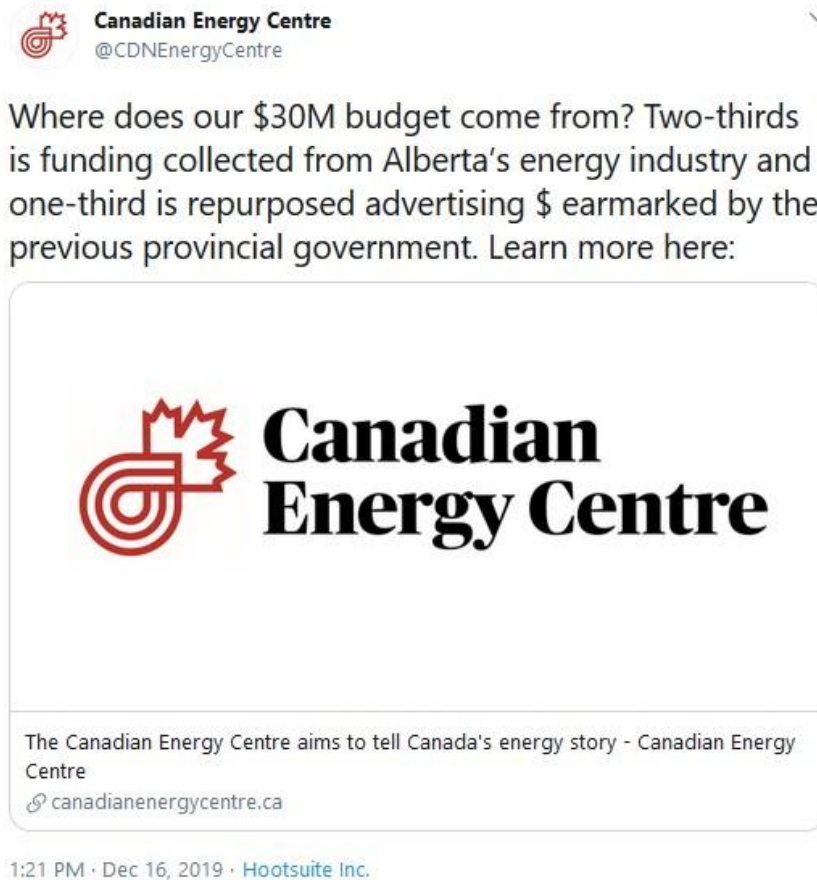 Canadian Energy Centre
@CDNEnergyCentre
Where does our $30M budget come from? Two-thirds
is funding collected from Alberta’s energy industry and
one-third is repurposed advertising $ earmarked by the
previous provincial government. Learn more here:
Canadian
Energy Centre
The Canadian Energy Centre aims to tell Canada's energy story - Canadian Energy
Centre
canadianenergycentre.ca
1:21 PM · Dec 16, 2019 · Hootsuite Inc.